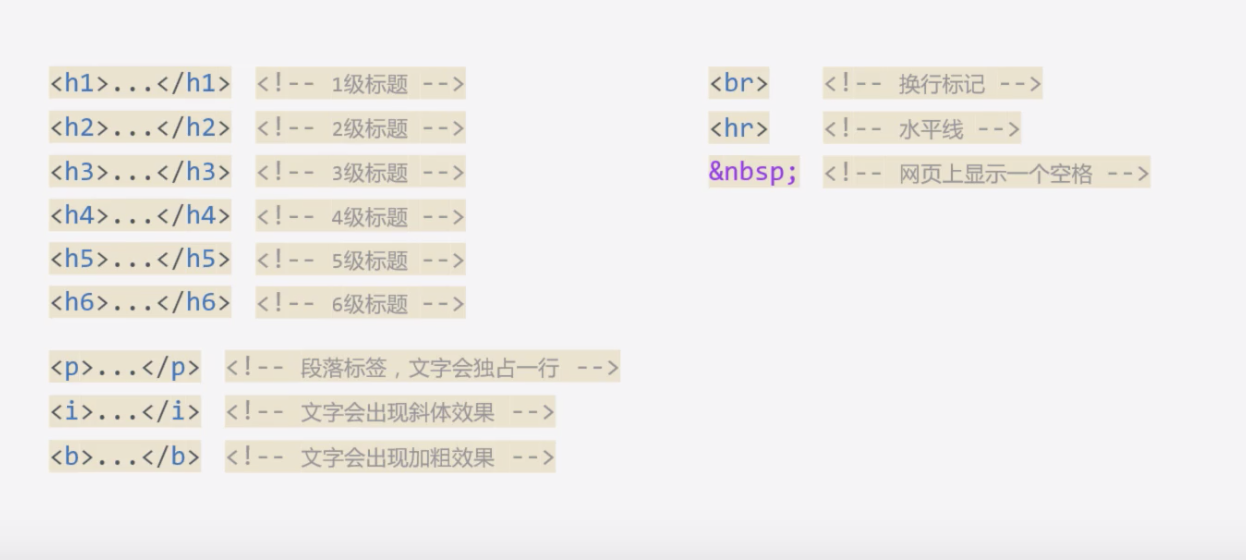 <h1>...</h1> <!-- 1级标题 -->
<h2>...</h2> <!-- 2级标题 -->
<h3>...</h3> <!-- 3级标题 -->
<h4>...</h4> <!-- 4级标题 -->
<h5>...</h5> <!-- 5级标题 -->
<h6>...</h6> <!-- 6级标题 -->
<p>...</p> <!-- 段落标签，文字会独占一行 -->
<i>...</i> <!-- 文字会出现斜体效果 -->
<b>...</b> <!-- 文字会出现加粗效果 -->
<br> <!-- 换行标记 -->
<hr> <!-- 水平线 -->
&nbsp; <!-- 网页上显示一个空格 -->